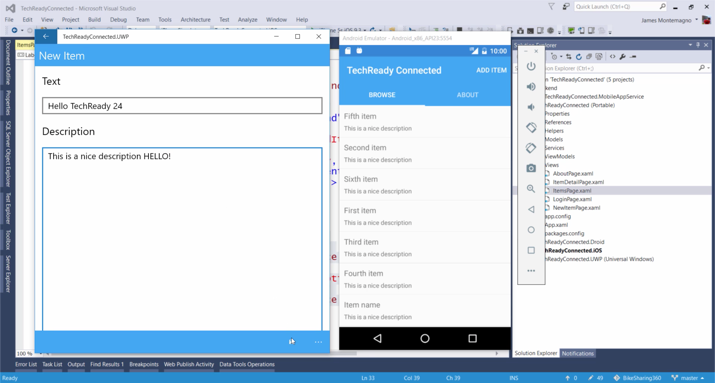 TechReadyConnected - Microsoft Visual Studio
Quick Launch (Ctrl+Q)
File Edit View Project Build Debug Team Tools Architecture Test Analyze Window Help
James Montemagno
TechReadyConnected.UWP
Android Emulator - Android_x86_API23:5554
Solution Explorer
New Item
10:00
TechReady Connected
ADD ITEM
BROWSE
ABOUT
Text
Hello TechReady 24
Description
This is a nice description HELLO!
Fifth item
This is a nice description
Second item
This is a nice description
Sixth item
This is a nice description
First item
This is a nice description
Third item
This is a nice description
Fourth item
This is a nice description
Item name
This is a nice description
Document Outline
Properties
SQL Server Object Explorer
Test Explorer
Toolbox
Server Explorer
Explorer (Ctrl+;)
'TechReadyConnected' (5 projects)
kend
TechReadyConnected.MobileAppService
hReadyConnected (Portable)
Properties
References
Helpers
Models
Services
ViewModels
Views
AboutPage.xaml
ItemDetailPage.xaml
ItemsPage.xaml
LoginPage.xaml
NewItemPage.xaml
app.config
App.xaml
packages.config
hReadyConnected.Droid
hReadyConnected.iOS
hReadyConnected.UWP (Universal Windows)
100 %
Solution Explorer Notifications
Error List Task List Output Find Results 1 Breakpoints Web Publish Activity Data Tools Operations
Ready
Ln 33 Col 39 Ch 39 INS
0 49 BikeSharing360 master